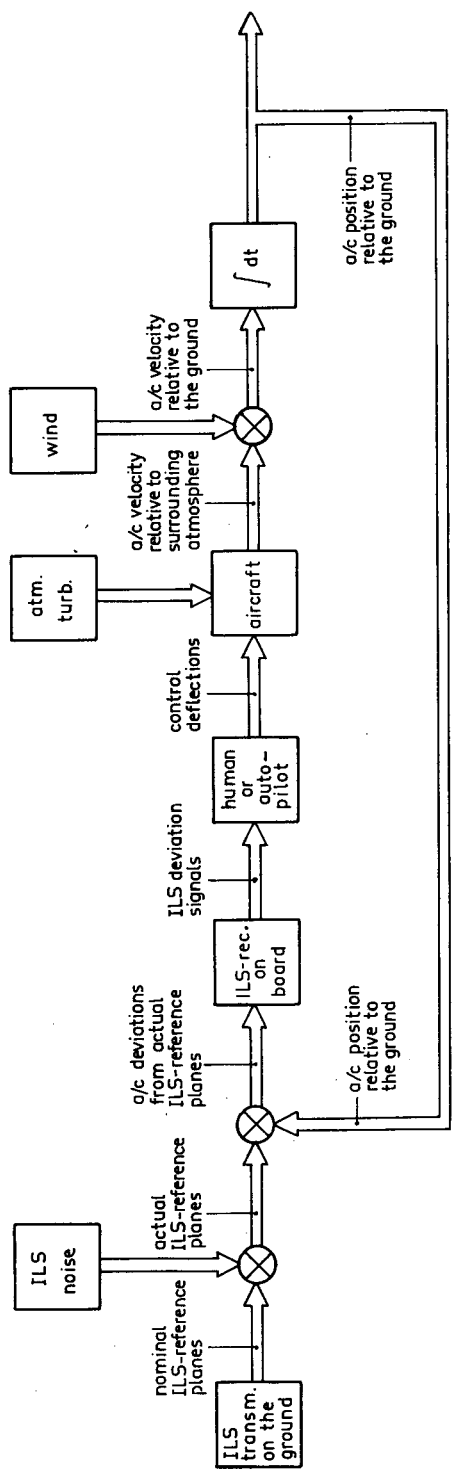 ILS
transm.
on the
ground
nominal
ILS-reference
planes
ILS
noise
actual
ILS-reference
planes
a/c deviations
from actual
ILS-reference
planes
ILS-rec.
on
board
ILS deviation
signals
human
or
auto-
pilot
control
deflections
atm.
turb.
aircraft
a/c velocity
relative to
surrounding
atmosphere
wind
a/c velocity
relative to
the ground
∫ dt
a/c position
relative to
the ground
a/c position
relative to
the ground